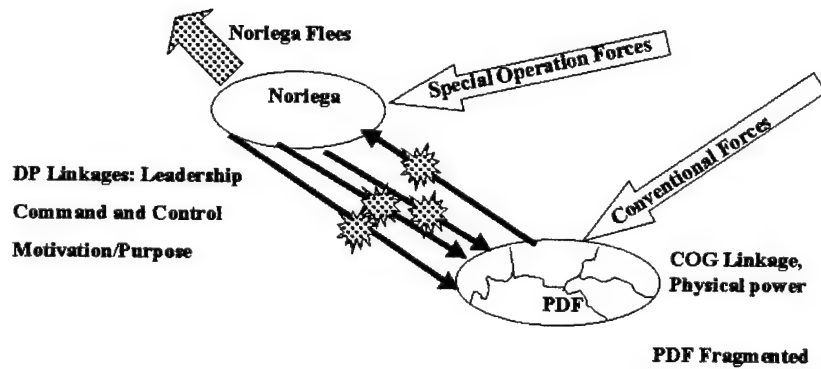 Noriega Flees
Special Operation Forces
Noriega
Conventional Forces
DP Linkages: Leadership
Command and Control
Motivation/Purpose
COG Linkage,
Physical power
PDF
PDF Fragmented